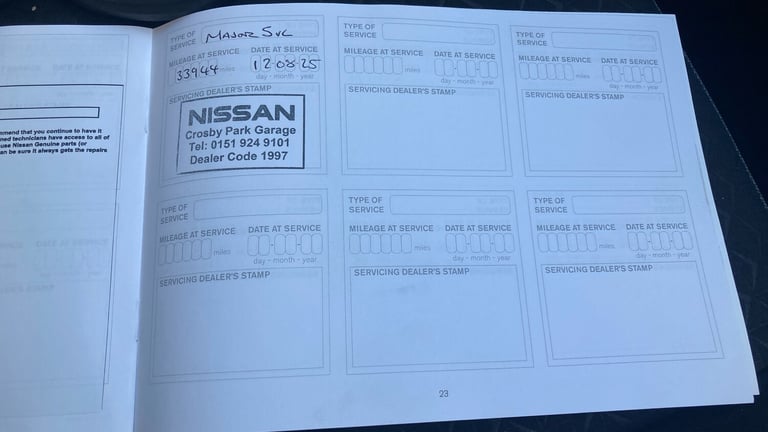 mmend that you continue to have it
ned technicians have access to all of
use Nissan Genuine parts (or
an be sure it always gets the repairs
TYPE OF
SERVICE
Major Svc
MILEAGE AT SERVICE
DATE AT SERVICE
33944 miles
12-08-25
day - month - year
SERVICING DEALER'S STAMP
NISSAN
Crosby Park Garage
Tel: 0151 924 9101
Dealer Code 1997
TYPE OF
SERVICE
MILEAGE AT SERVICE
DATE AT SERVICE
miles
day - month - year
SERVICING DEALER'S STAMP
TYPE OF
SERVICE
MILEAGE AT SERVICE
DATE AT SERVICE
miles
day - month - year
SERVICING DEALER'S STAMP
TYPE OF
SERVICE
MILEAGE AT SERVICE
DATE AT SERVICE
miles
day - month - year
SERVICING DEALER'S STAMP
TYPE OF
SERVICE
MILEAGE AT SERVICE
DATE AT SERVICE
miles
day - month - year
SERVICING DEALER'S STAMP
TYPE OF
SERVICE
MILEAGE AT SERVICE
DATE AT SERVICE
miles
day - month - year
SERVICING DEALER'S STAMP
23